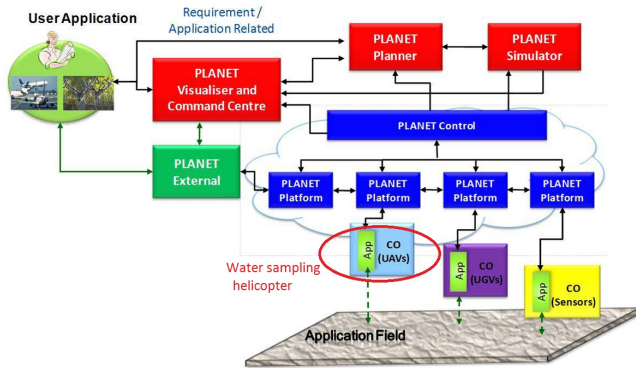 User Application
Requirement /
Application Related
PLANET
Planner
PLANET
Simulator
PLANET
Visualiser and
Command Centre
PLANET Control
PLANET
External
PLANET
Platform
PLANET
Platform
PLANET
Platform
PLANET
Platform
Water sampling
helicopter
App
CO
(UAVs)
App
CO
(UGVs)
App
CO
(Sensors)
Application Field